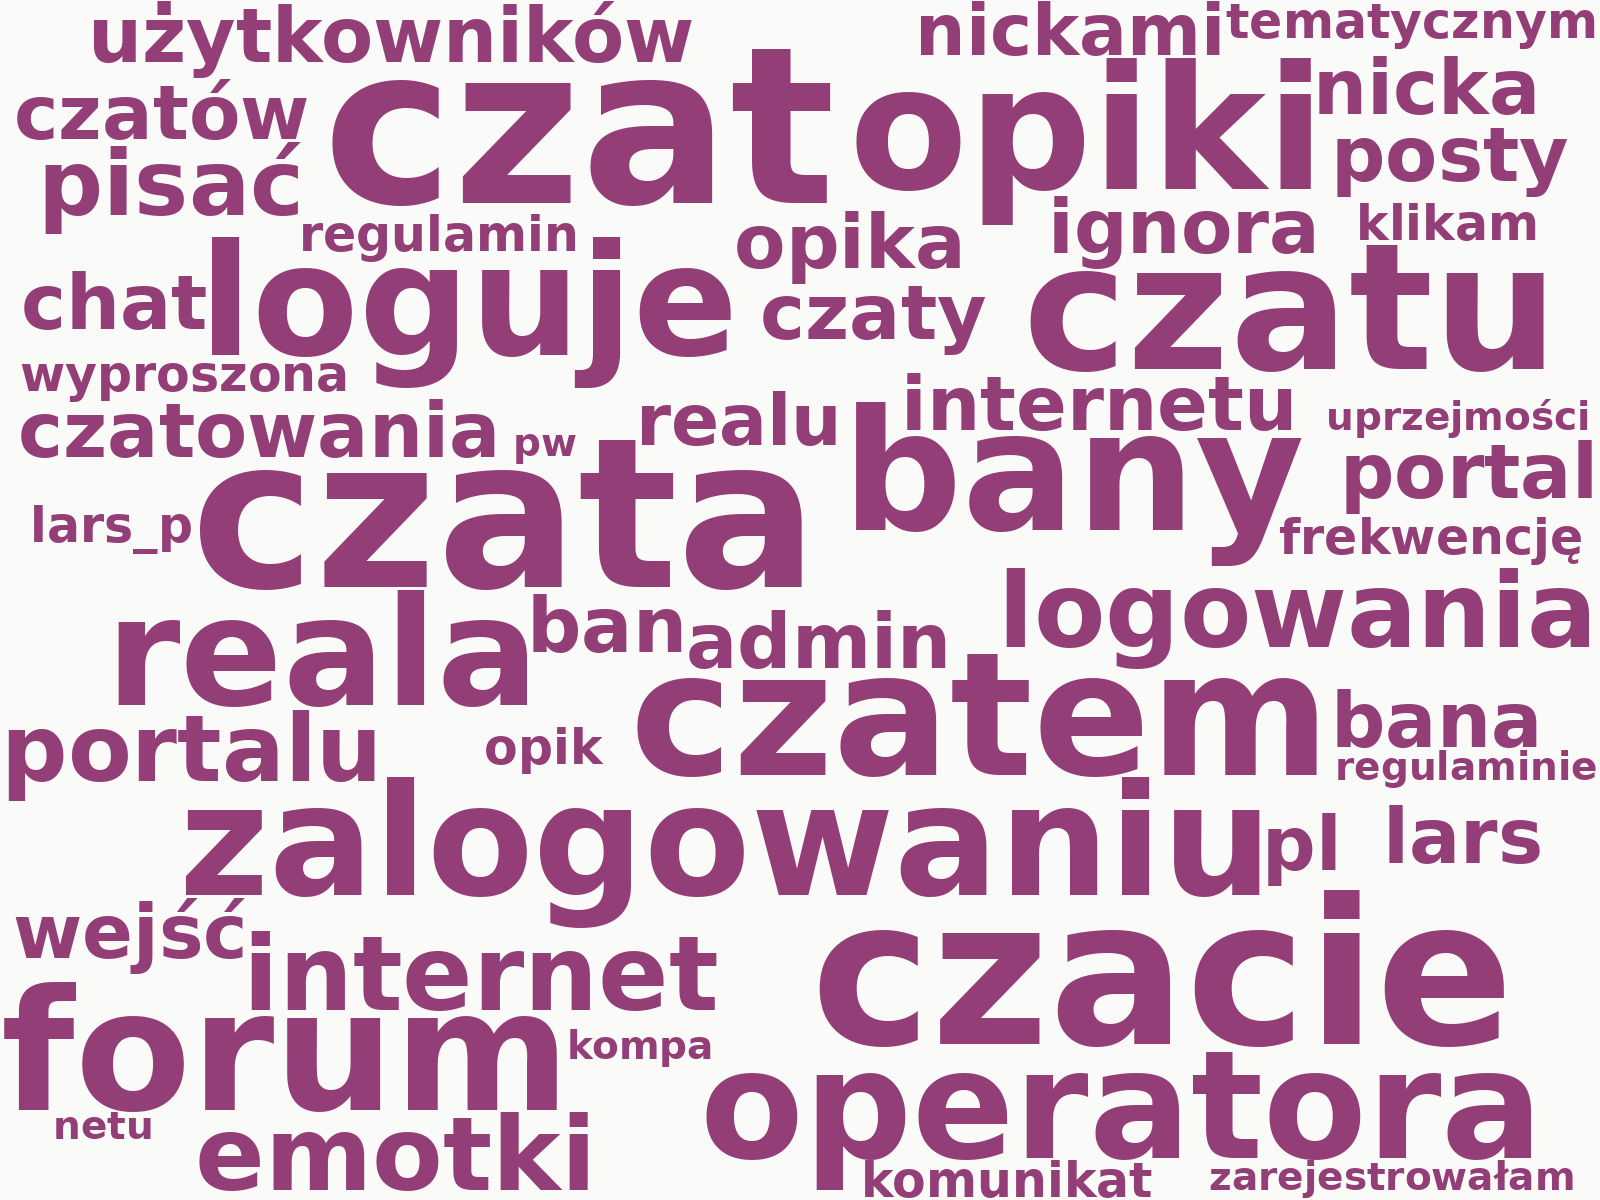 użytkowników
nickami
tematycznym
czatów
czat
opiki
nicka
pisać
posty
regulamin
opika
ignora
klikam
chat
loguje
czaty
czatu
wyproszona
czatowania
pw
realu
internetu
uprzejmości
czata
bany
portal
lars_p
frekwencję
reala
ban
admin
logowania
portalu
opik
czatem
bana
regulaminie
zalogowaniu
pl
lars
wejść
internet
czacie
forum
kompa
operatora
netu
emotki
komunikat
zarejestrowałam